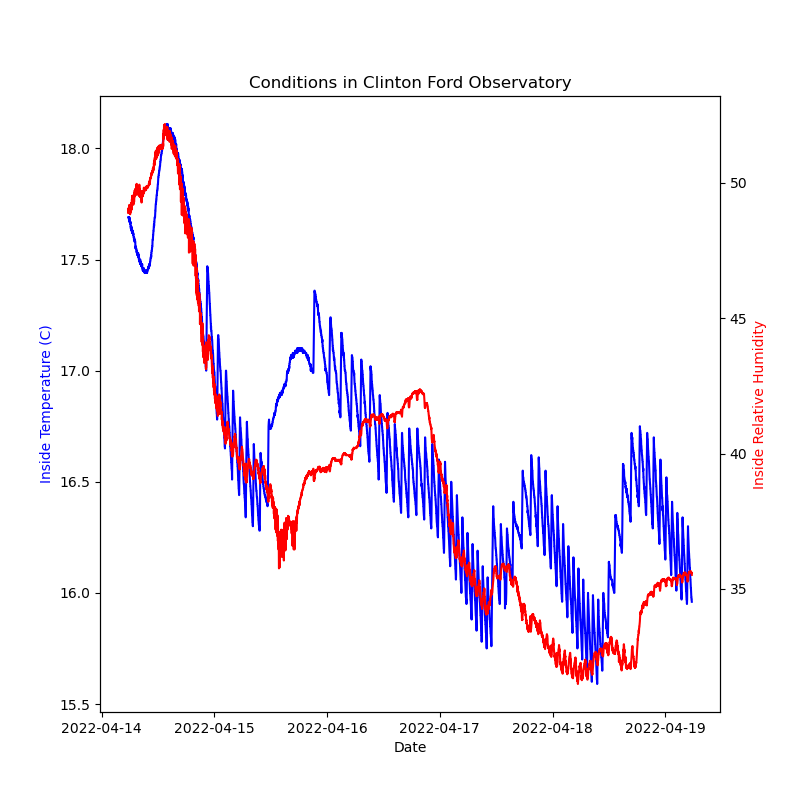 Conditions in Clinton Ford Observatory
Inside Temperature (C)
18.0
17.5
17.0
16.5
16.0
15.5
50
45
40
35
Inside Relative Humidity
2022-04-14 2022-04-15 2022-04-16 2022-04-17 2022-04-18 2022-04-19
Date